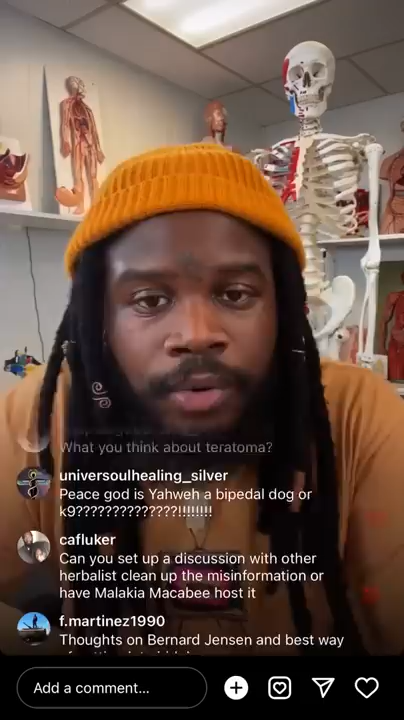 What you think about teratoma?
universoulhealing_silver
Peace god is Yahweh a bipedal dog or
k9??????????????!!!!!!!!
cafluker
Can you set up a discussion with other
herbalist clean up the misinformation or
have Malakia Macabee host it
f.martinez1990
Thoughts on Bernard Jensen and best way
Add a comment...